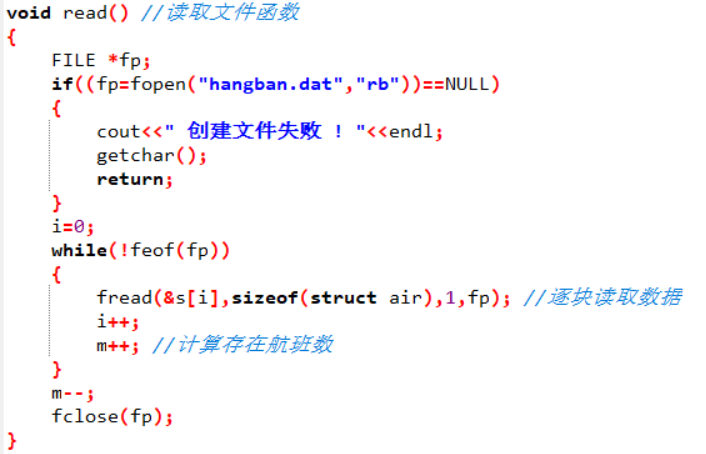 void read() //读取文件函数
{
    FILE *fp;
    if((fp=fopen("hangban.dat","rb"))==NULL)
    {
        cout<<" 创建文件失败 ! "<<endl;
        getchar();
        return;
    }
    i=0;
    while(!feof(fp))
    {
        fread(&s[i],sizeof(struct air),1,fp); //逐块读取数据
        i++;
        m++; //计算存在航班数
    }
    m--;
    fclose(fp);
}